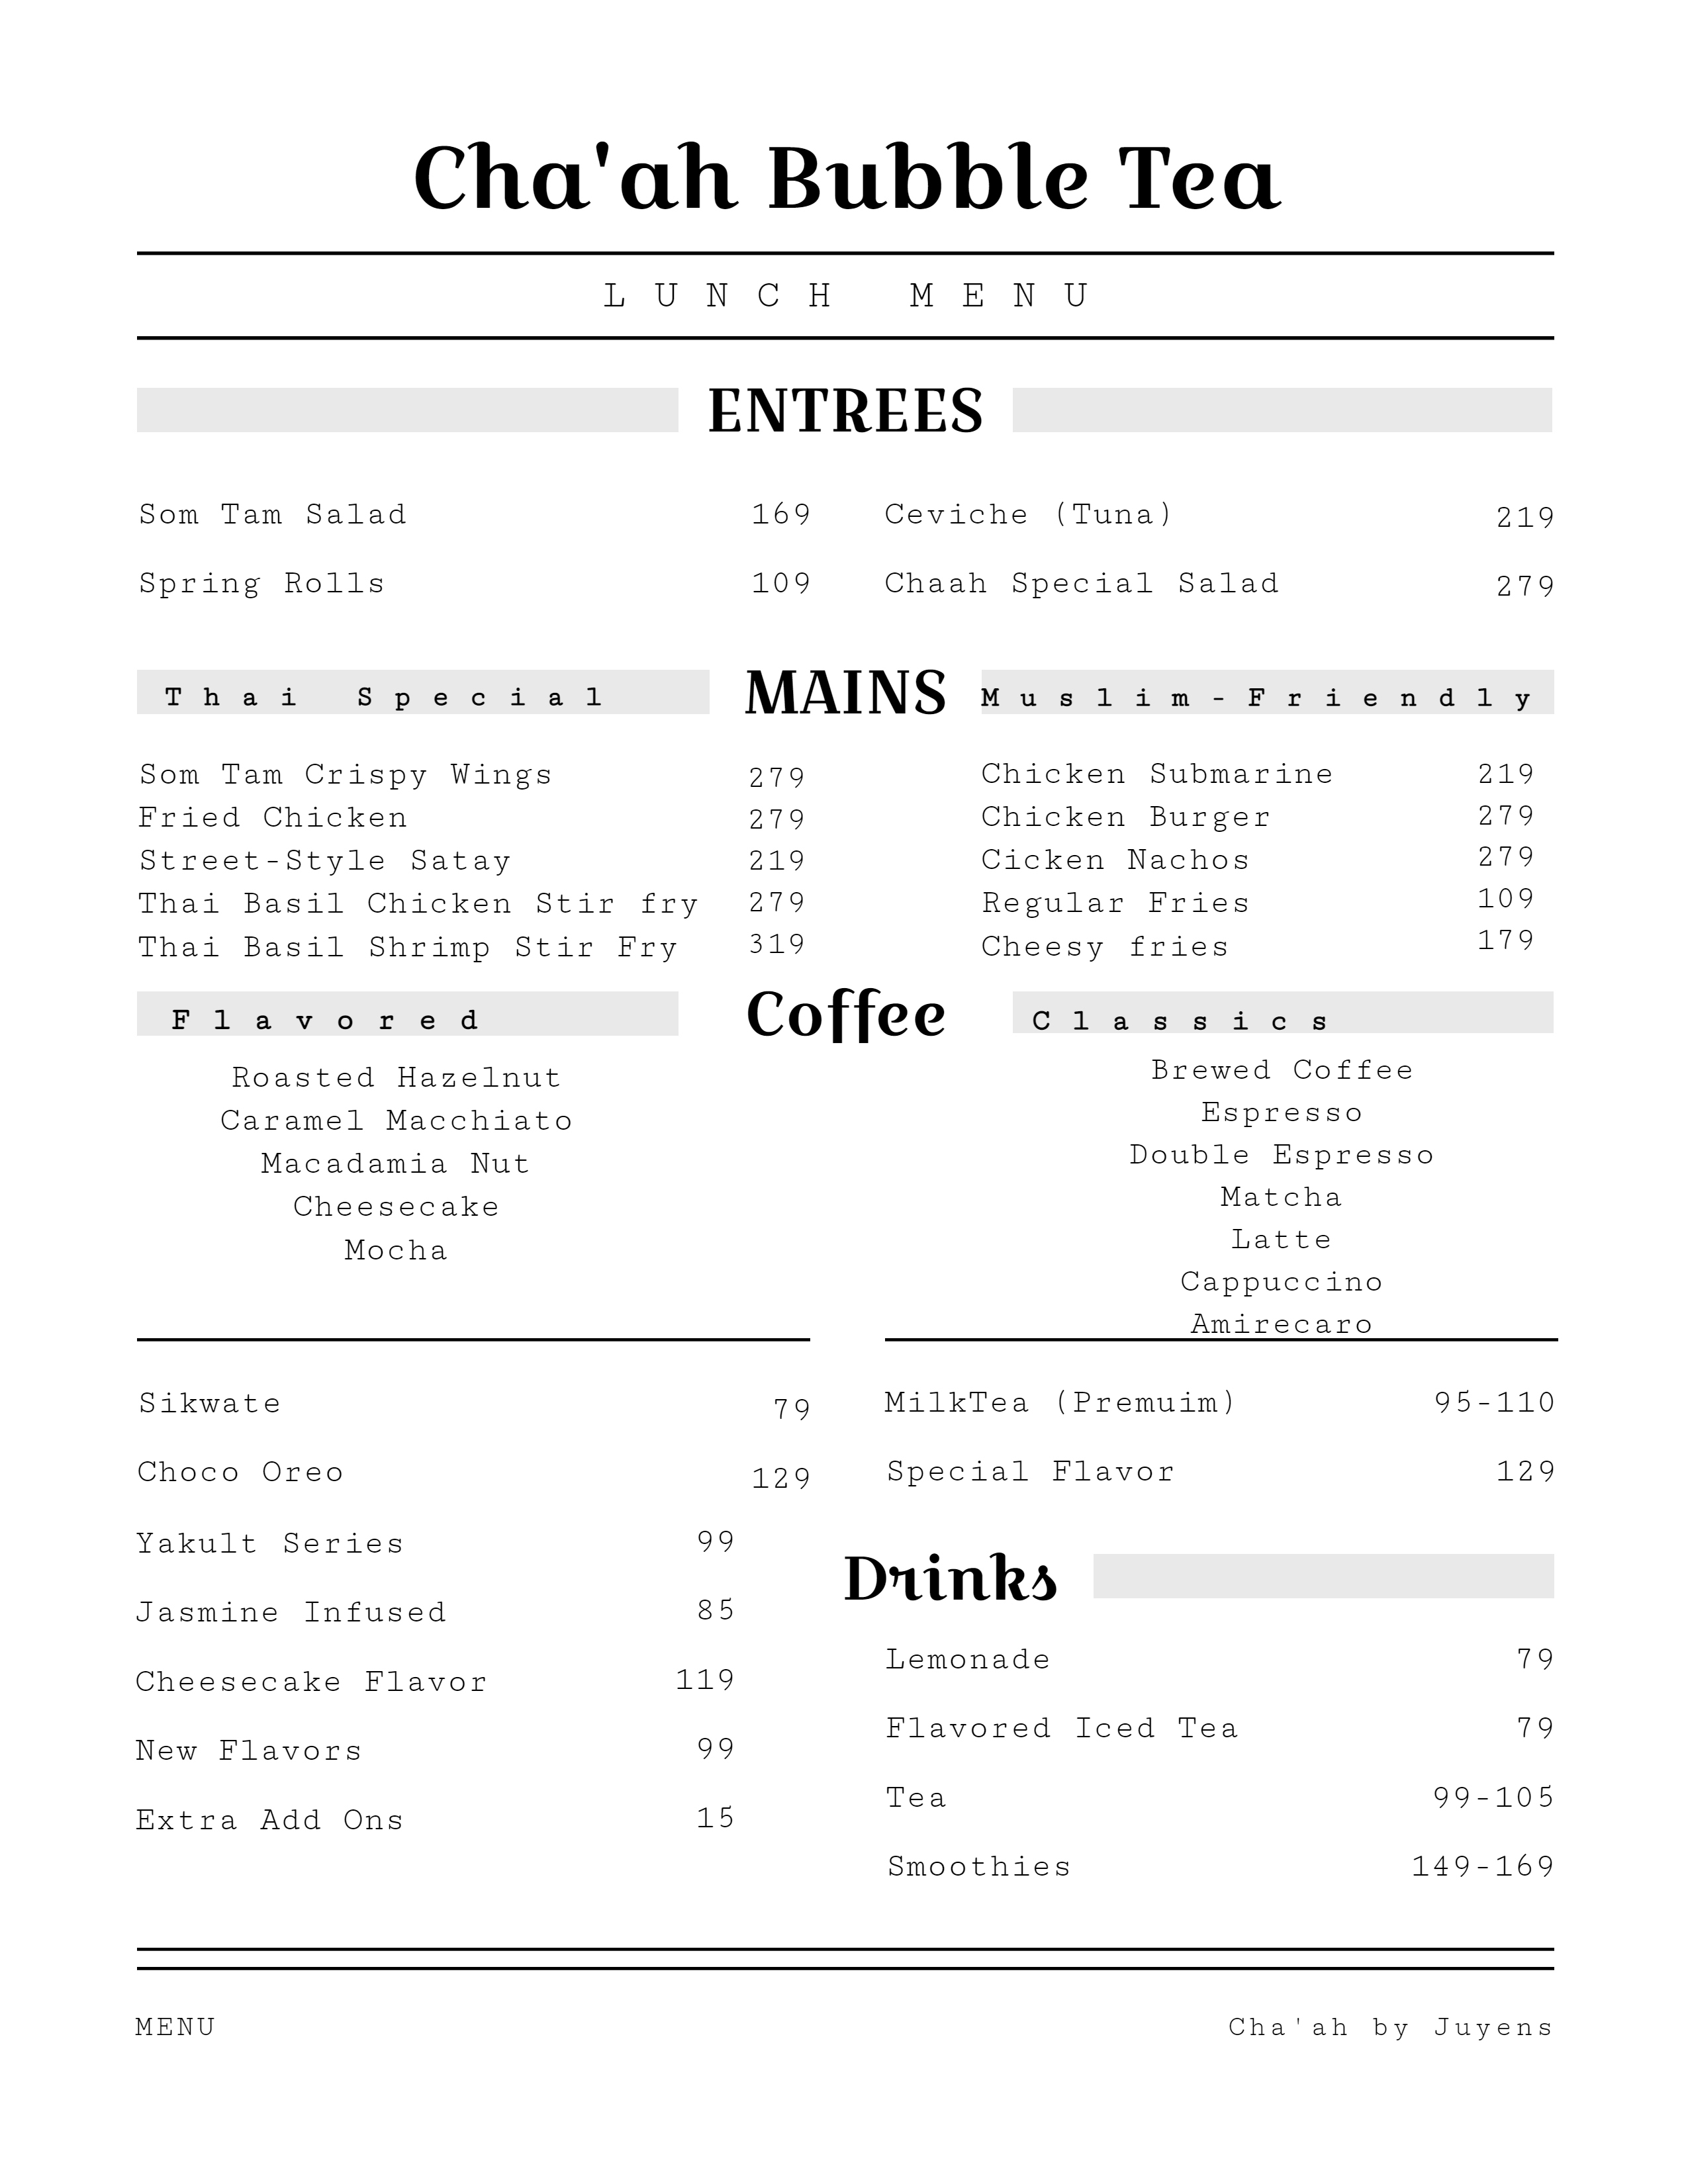 Cha'ah Bubble Tea
LUNCH MENU
ENTREES
Som Tam Salad 169
Spring Rolls 109
Ceviche (Tuna) 219
Chaah Special Salad 279
MAINS
Thai Special
Som Tam Crispy Wings 279
Fried Chicken 279
Street-Style Satay 219
Thai Basil Chicken Stir fry 279
Thai Basil Shrimp Stir Fry 319
Muslim-Friendly
Chicken Submarine 219
Chicken Burger 279
Cicken Nachos 279
Regular Fries 109
Cheesy fries 179
Coffee
Flavored
Roasted Hazelnut
Caramel Macchiato
Macadamia Nut
Cheesecake
Mocha
Classics
Brewed Coffee
Espresso
Double Espresso
Matcha
Latte
Cappuccino
Amirecaro
Sikwate 79
Choco Oreo 129
Yakult Series 99
Jasmine Infused 85
Cheesecake Flavor 119
New Flavors 99
Extra Add Ons 15
MilkTea (Premuim) 95-110
Special Flavor 129
Drinks
Lemonade 79
Flavored Iced Tea 79
Tea 99-105
Smoothies 149-169
MENU
Cha'ah by Juyens